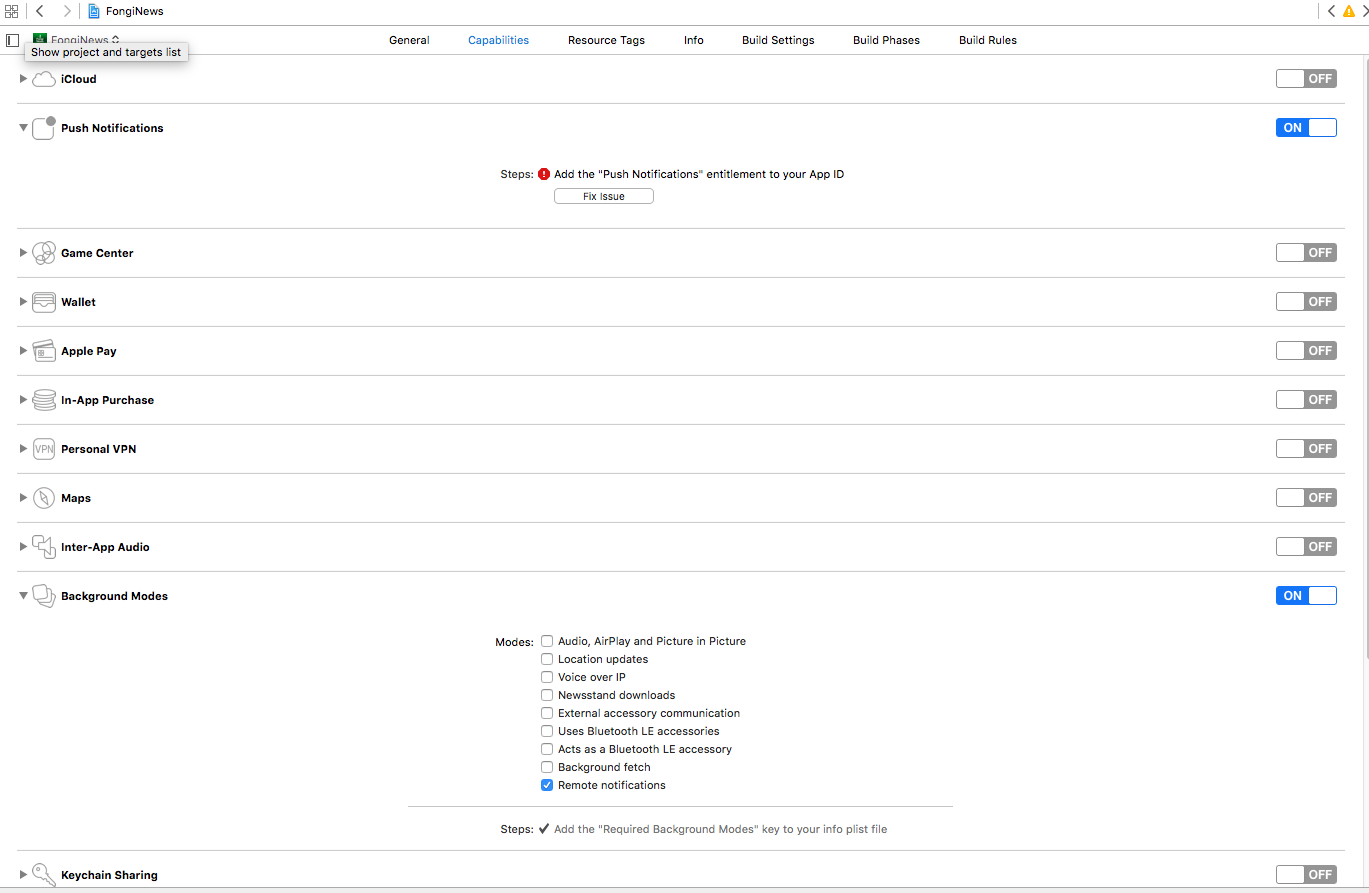 FongiNews
FongiNews
Show project and targets list
General Capabilities Resource Tags Info Build Settings Build Phases Build Rules
iCloud OFF
Push Notifications ON
Steps: Add the "Push Notifications" entitlement to your App ID
Fix Issue
Game Center OFF
Wallet OFF
Apple Pay OFF
In-App Purchase OFF
VPN Personal VPN OFF
Maps OFF
Inter-App Audio OFF
Background Modes ON
Modes: Audio, AirPlay and Picture in Picture
Location updates
Voice over IP
Newsstand downloads
External accessory communication
Uses Bluetooth LE accessories
Acts as a Bluetooth LE accessory
Background fetch
Remote notifications
Steps: Add the "Required Background Modes" key to your info plist file
Keychain Sharing OFF